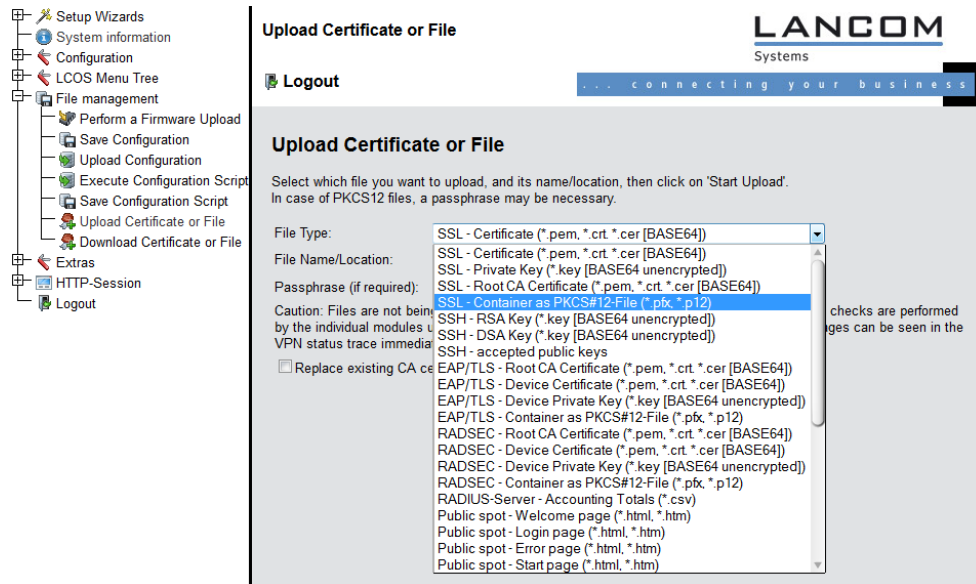 Setup Wizards
System information
Configuration
LCOS Menu Tree
File management
Perform a Firmware Upload
Save Configuration
Upload Configuration
Execute Configuration Script
Save Configuration Script
Upload Certificate or File
Download Certificate or File
Extras
HTTP-Session
Logout
Upload Certificate or File
LANCOM
Systems
Logout
... connecting your business
Upload Certificate or File
Select which file you want to upload, and its name/location, then click on 'Start Upload'.
In case of PKCS12 files, a passphrase may be necessary.
File Type:
SSL - Certificate (*.pem, *.crt. *.cer [BASE64])
File Name/Location:
Passphrase (if required):
Caution: Files are not being checks are performed
by the individual modules u ges can be seen in the
VPN status trace immedia
Replace existing CA ce
SSL - Certificate (*.pem, *.crt. *.cer [BASE64])
SSL - Private Key (*.key [BASE64 unencrypted])
SSL - Root CA Certificate (*.pem, *.crt. *.cer [BASE64])
SSL - Container as PKCS#12-File (*.pfx, *.p12)
SSH - RSA Key (*.key [BASE64 unencrypted])
SSH - DSA Key (*.key [BASE64 unencrypted])
SSH - accepted public keys
EAP/TLS - Root CA Certificate (*.pem, *.crt. *.cer [BASE64])
EAP/TLS - Device Certificate (*.pem, *.crt. *.cer [BASE64])
EAP/TLS - Device Private Key (*.key [BASE64 unencrypted])
EAP/TLS - Container as PKCS#12-File (*.pfx, *.p12)
RADSEC - Root CA Certificate (*.pem, *.crt. *.cer [BASE64])
RADSEC - Device Certificate (*.pem, *.crt. *.cer [BASE64])
RADSEC - Device Private Key (*.key [BASE64 unencrypted])
RADSEC - Container as PKCS#12-File (*.pfx, *.p12)
RADIUS-Server - Accounting Totals (*.csv)
Public spot - Welcome page (*.html, *.htm)
Public spot - Login page (*.html, *.htm)
Public spot - Error page (*.html, *.htm)
Public spot - Start page (*.html, *.htm)